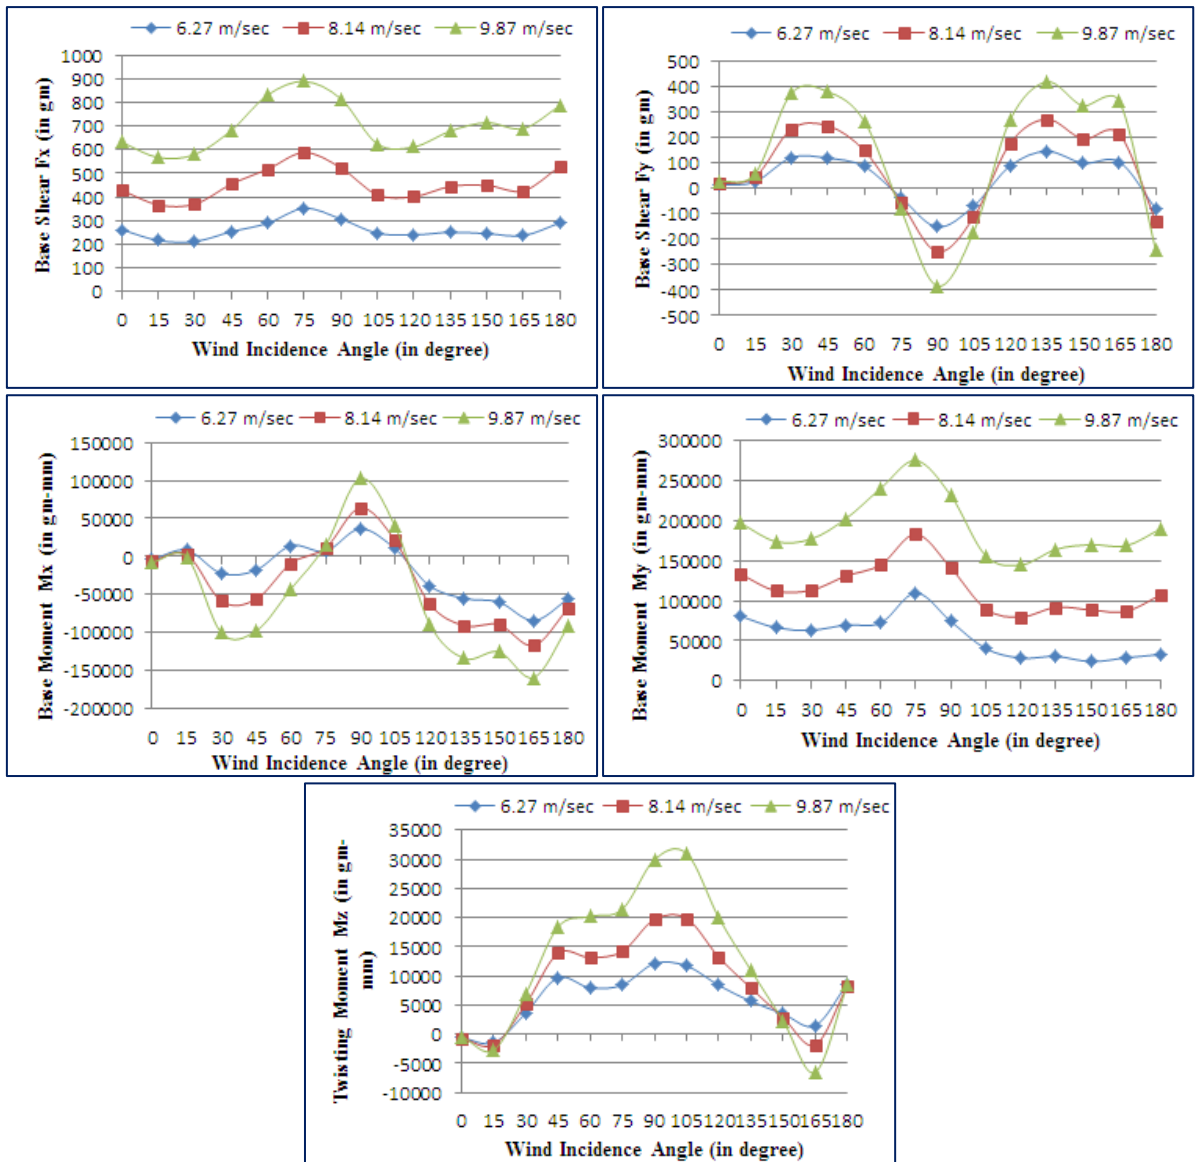 6.27 m/sec 8.14 m/sec 9.87 m/sec
1000
900
800
700
600
500
400
300
200
100
0
Base Shear Fx (in gm)
0 15 30 45 60 75 90 105 120 135 150 165 180
Wind Incidence Angle (in degree)
6.27 m/sec 8.14 m/sec 9.87 m/sec
500
400
300
200
100
0
-100
-200
-300
-400
-500
Base Shear Fy (in gm)
0 15 30 45 60 75 90 105 120 135 150 165 180
Wind Incidence Angle (in degree)
6.27 m/sec 8.14 m/sec 9.87 m/sec
150000
100000
50000
0
-50000
-100000
-150000
-200000
Base Moment Mx (in gm-mm)
0 15 30 45 60 75 90 105 120 135 150 165 180
Wind Incidence Angle (in degree)
6.27 m/sec 8.14 m/sec 9.87 m/sec
300000
250000
200000
150000
100000
50000
0
Base Moment My (in gm-mm)
0 15 30 45 60 75 90 105 120 135 150 165 180
Wind Incidence Angle (in degree)
6.27 m/sec 8.14 m/sec 9.87 m/sec
35000
30000
25000
20000
15000
10000
5000
0
-5000
-10000
Twisting Moment Mz (in gm-
mm)
0 15 30 45 60 75 90 105 120 135 150 165 180
Wind Incidence Angle (in degree)